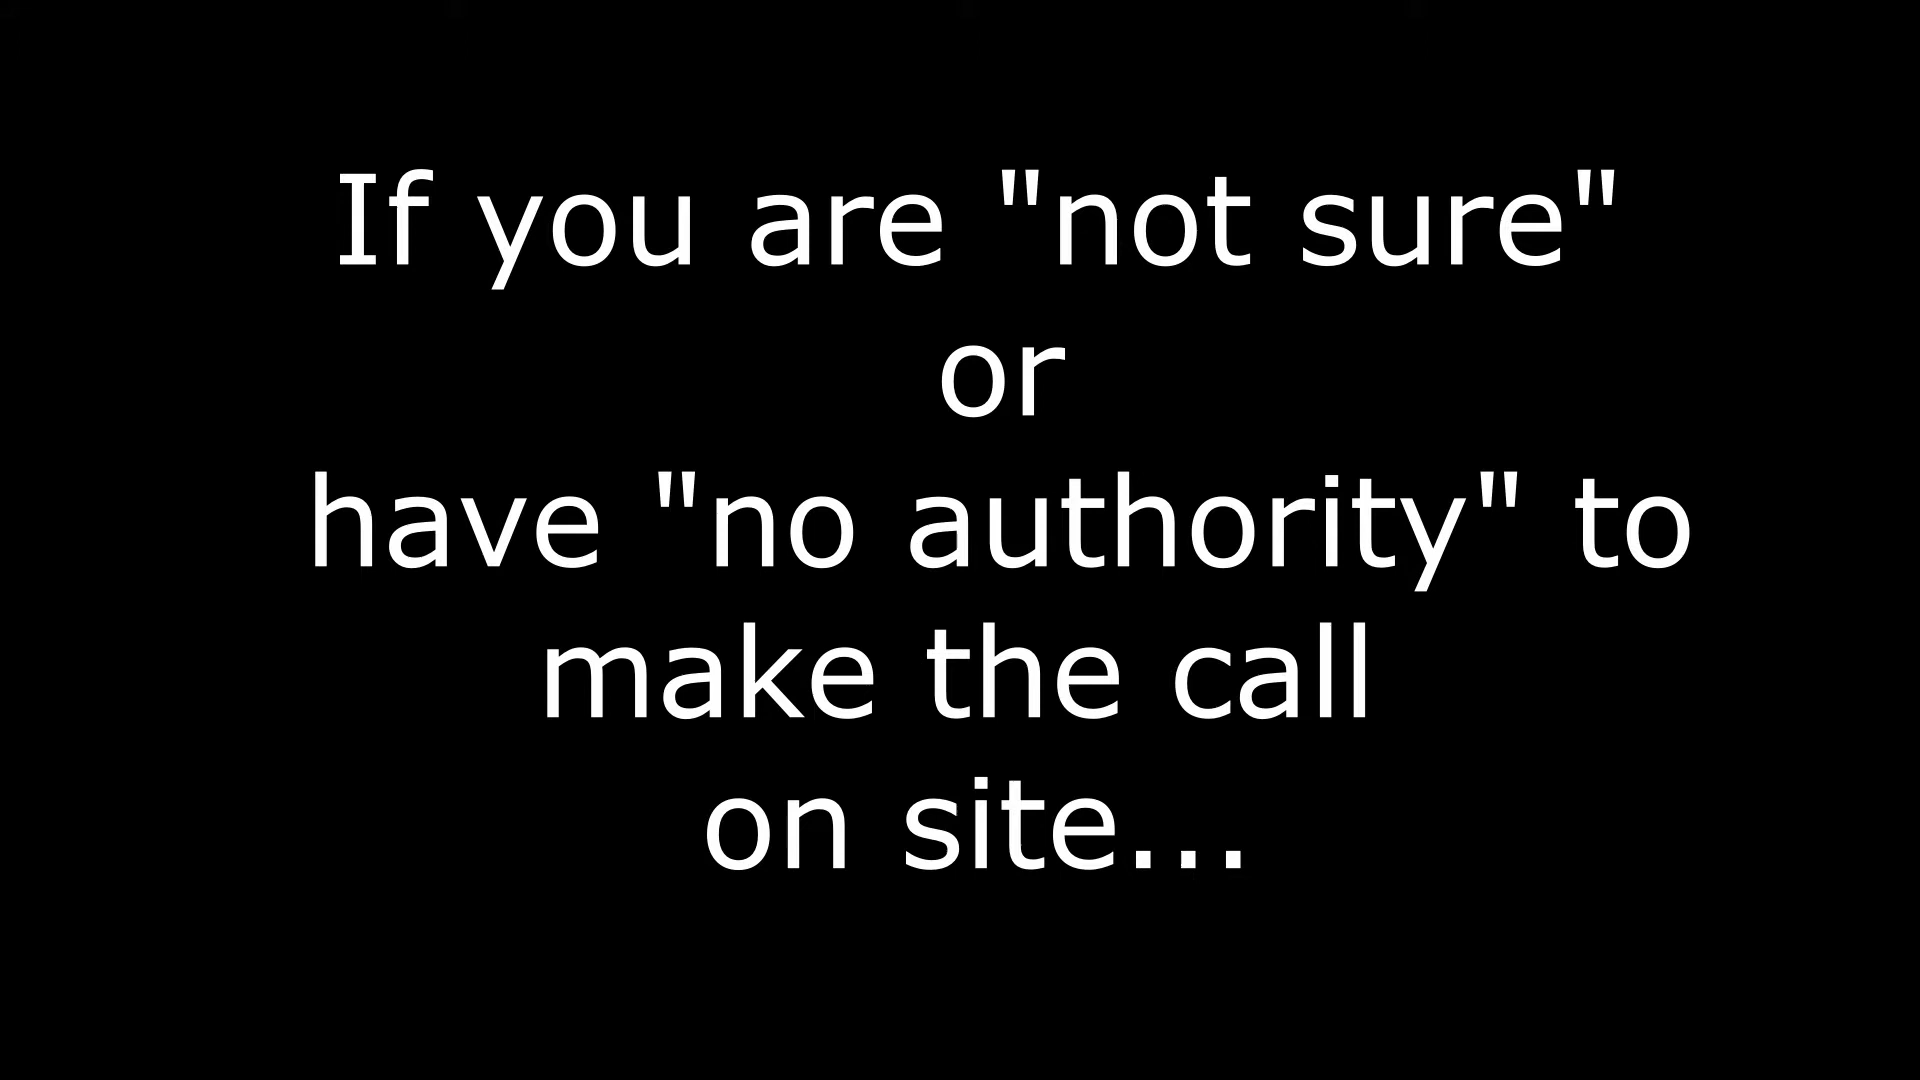 If you are "not sure"
or
have "no authority" to
make the call
on site...